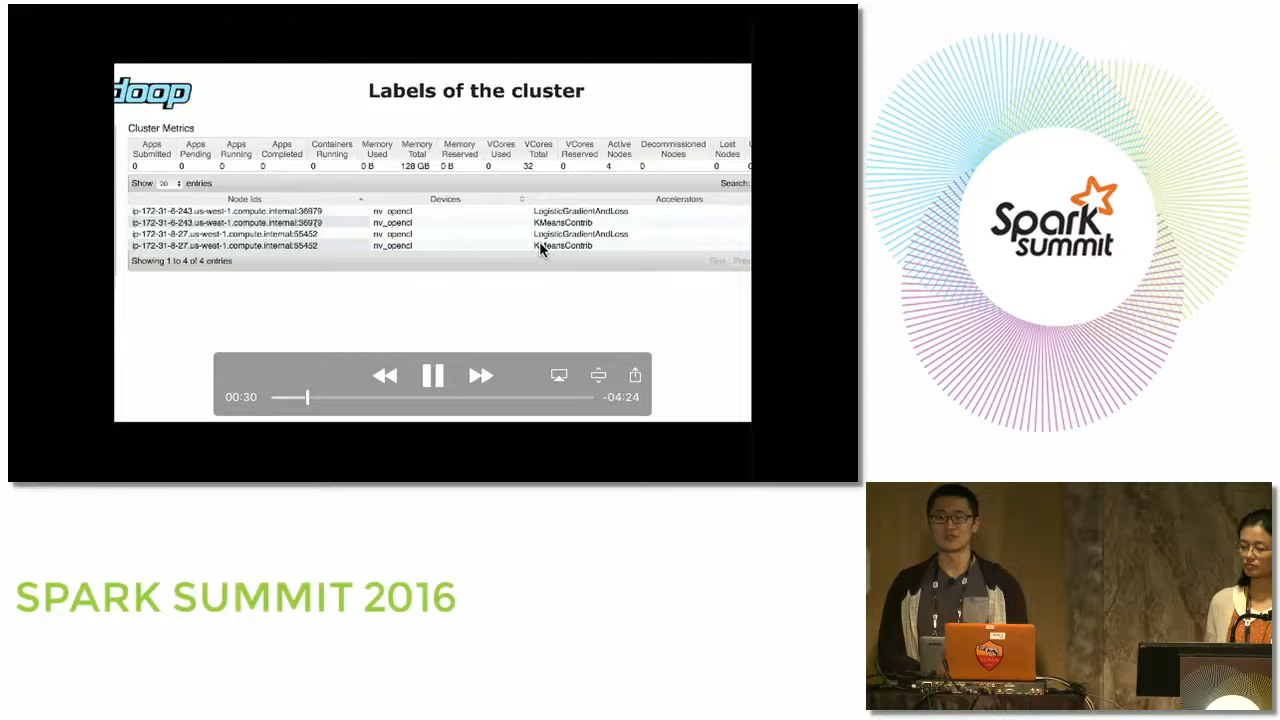 doop
Labels of the cluster
Cluster Metrics
Apps Submitted Apps Pending Apps Running Apps Completed Containers Running Memory Used Memory Total Memory Reserved VCores Used VCores Total VCores Reserved Active Nodes Decommissioned Nodes Lost Nodes
0 0 0 0 0 0 B 128 GB 0 B 0 32 0 4 0 0
Show 20 entries Search:
Node Ids Devices Accelerators
ip-172-31-6-243.us-west-1.compute.internal:36979 nv_opencl LogisticGradientAndLoss
ip-172-31-6-243.us-west-1.compute.internal:36979 nv_opencl KMeansContrib
ip-172-31-8-27.us-west-1.compute.internal:55452 nv_opencl LogisticGradientAndLoss
ip-172-31-8-27.us-west-1.compute.internal:55452 nv_opencl KMeansContrib
Showing 1 to 4 of 4 entries First Prev
00:30 -04:24
Spark
summit
SPARK SUMMIT 2016